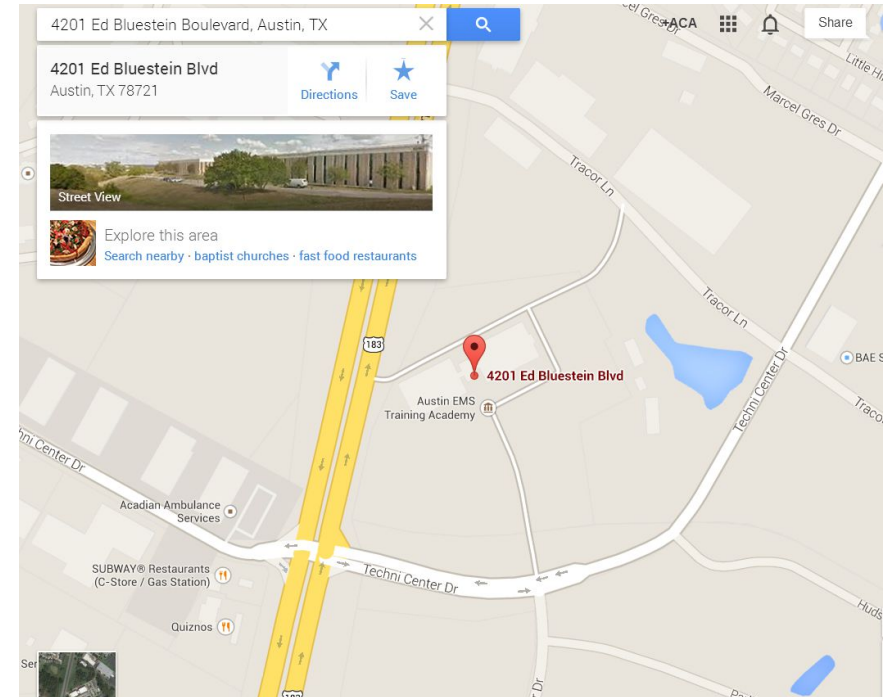 4201 Ed Bluestein Boulevard, Austin, TX
+ACA
Share
4201 Ed Bluestein Blvd
Austin, TX 78721
Directions
Save
Street View
Explore this area
Search nearby · baptist churches · fast food restaurants
Marcel Gres Dr
Tracor Ln
Tracor Ln
183
4201 Ed Bluestein Blvd
BAE S
Austin EMS
Training Academy
Techni Center Dr
Acadian Ambulance
Services
SUBWAY® Restaurants
(C-Store / Gas Station)
Techni Center Dr
Quiznos
183